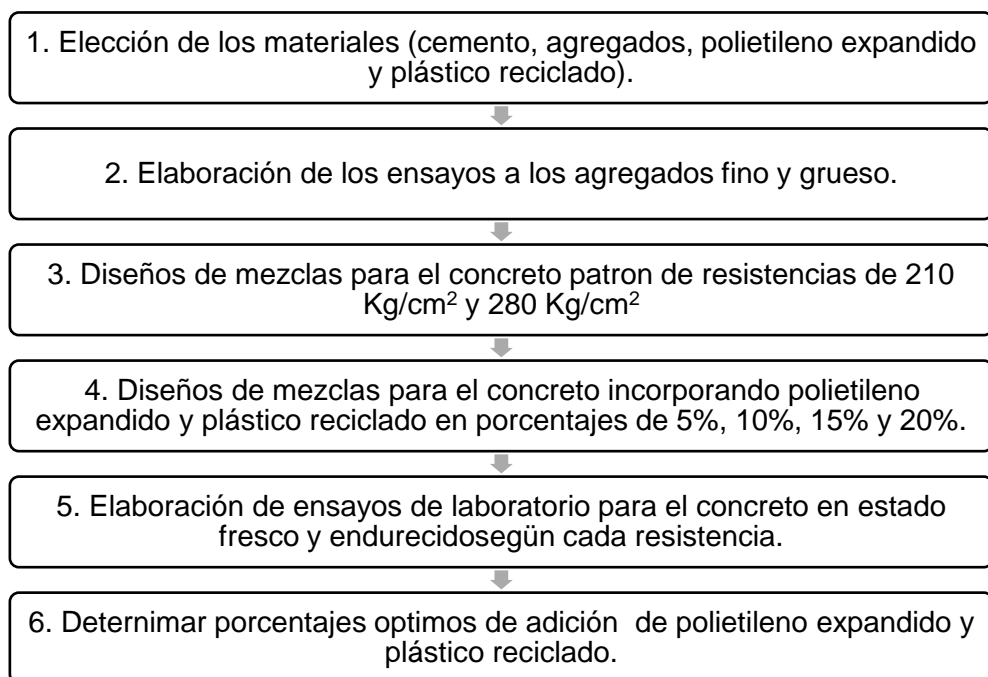 1. Elección de los materiales (cemento, agregados, polietileno expandido
y plástico reciclado).
2. Elaboración de los ensayos a los agregados fino y grueso.
3. Diseños de mezclas para el concreto patron de resistencias de 210
Kg/cm² y 280 Kg/cm²
4. Diseños de mezclas para el concreto incorporando polietileno
expandido y plástico reciclado en porcentajes de 5%, 10%, 15% y 20%.
5. Elaboración de ensayos de laboratorio para el concreto en estado
fresco y endurecidosegün cada resistencia.
6. Deternimar porcentajes optimos de adición  de polietileno expandido y
plástico reciclado.